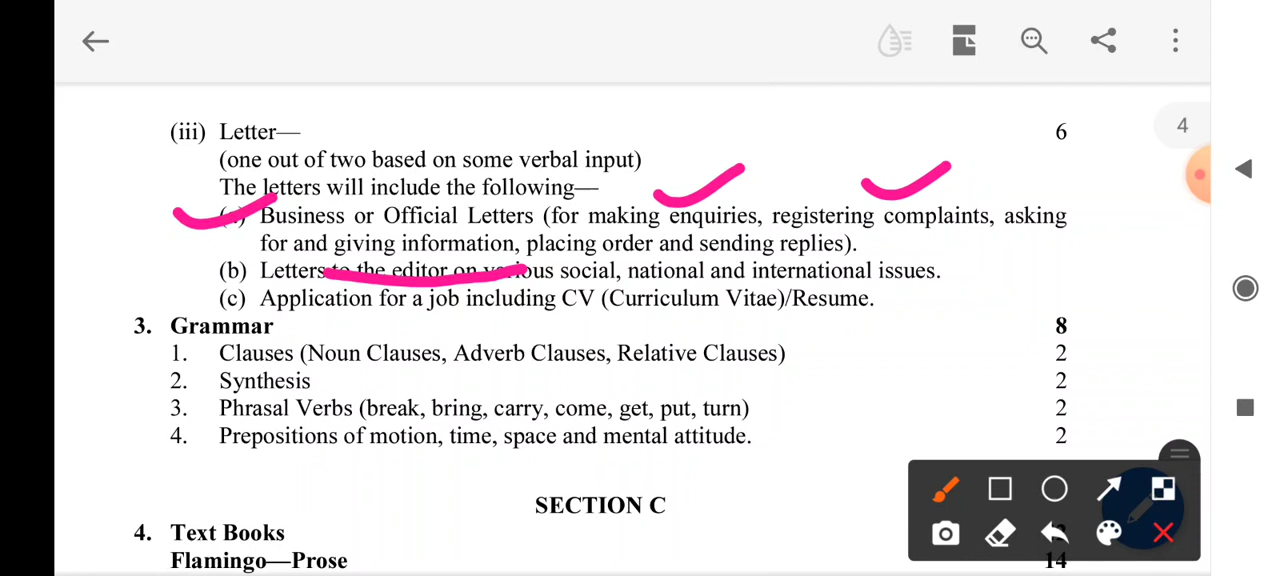 4
(iii) Letter— 6
(one out of two based on some verbal input)
The letters will include the following—
Business or Official Letters (for making enquiries, registering complaints, asking
for and giving information, placing order and sending replies).
(b) Letters to the editor on various social, national and international issues.
(c) Application for a job including CV (Curriculum Vitae)/Resume.
3. Grammar 8
1. Clauses (Noun Clauses, Adverb Clauses, Relative Clauses) 2
2. Synthesis 2
3. Phrasal Verbs (break, bring, carry, come, get, put, turn) 2
4. Prepositions of motion, time, space and mental attitude. 2
SECTION C
4. Text Books
Flamingo—Prose 14